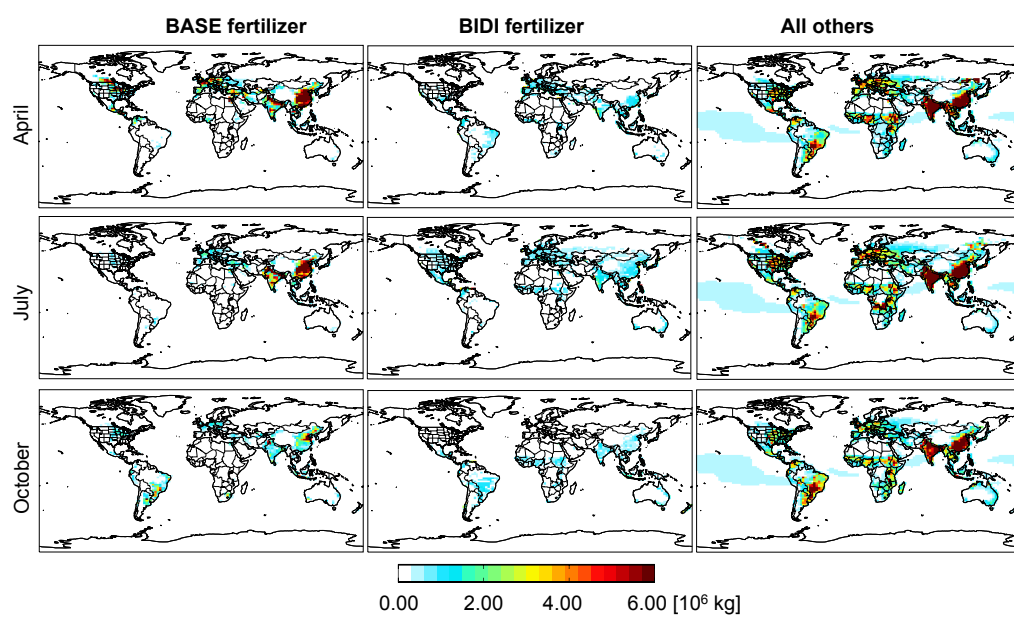 BASE fertilizer BIDI fertilizer All others
April
July
October
0.00 2.00 4.00 6.00 [10⁶ kg]